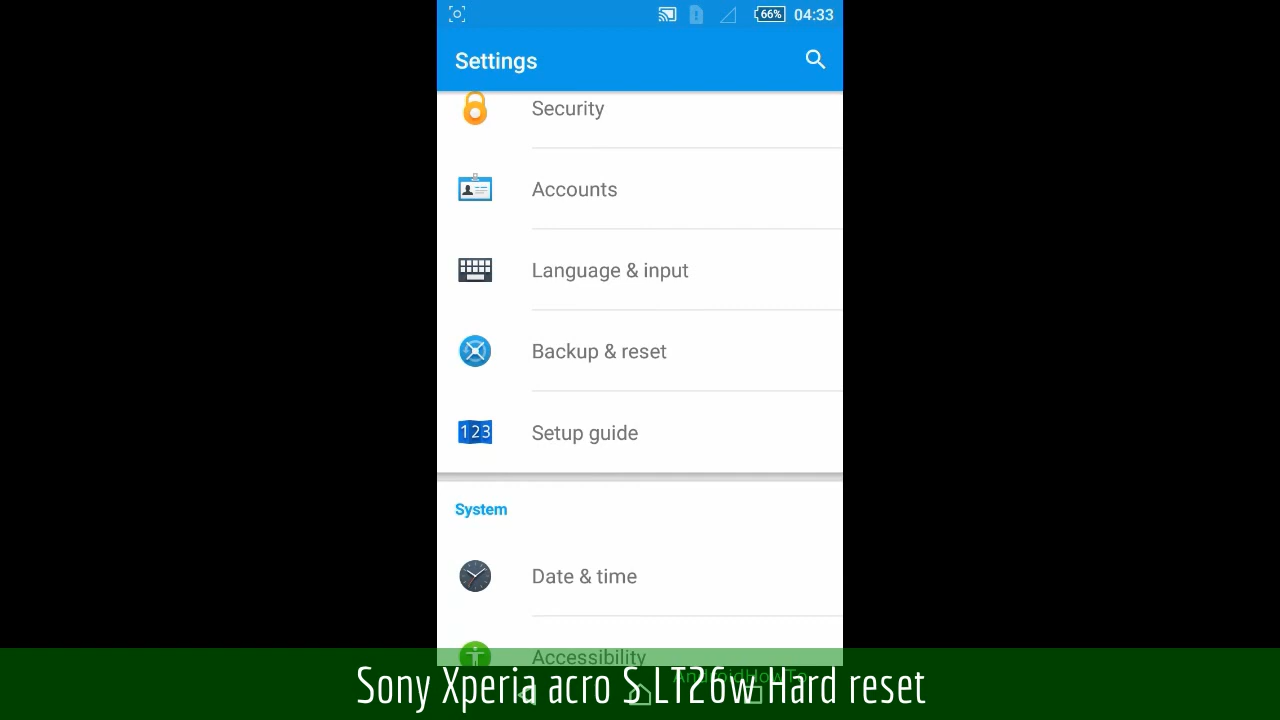 66% 04:33
Settings
Security
Accounts
Language & input
Backup & reset
123 Setup guide
System
Date & time
Accessibility
AndroidHowTo
Sony Xperia acro S LT26w Hard reset